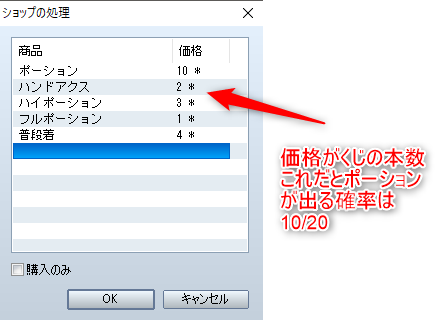 ショップの処理
商品 価格
ポーション 10 *
ハンドアクス 2 *
ハイポーション 3 *
フルポーション 1 *
普段着 4 *
購入のみ
OK キャンセル
価格がくじの本数
これだとポーション
が出る確率は
10/20